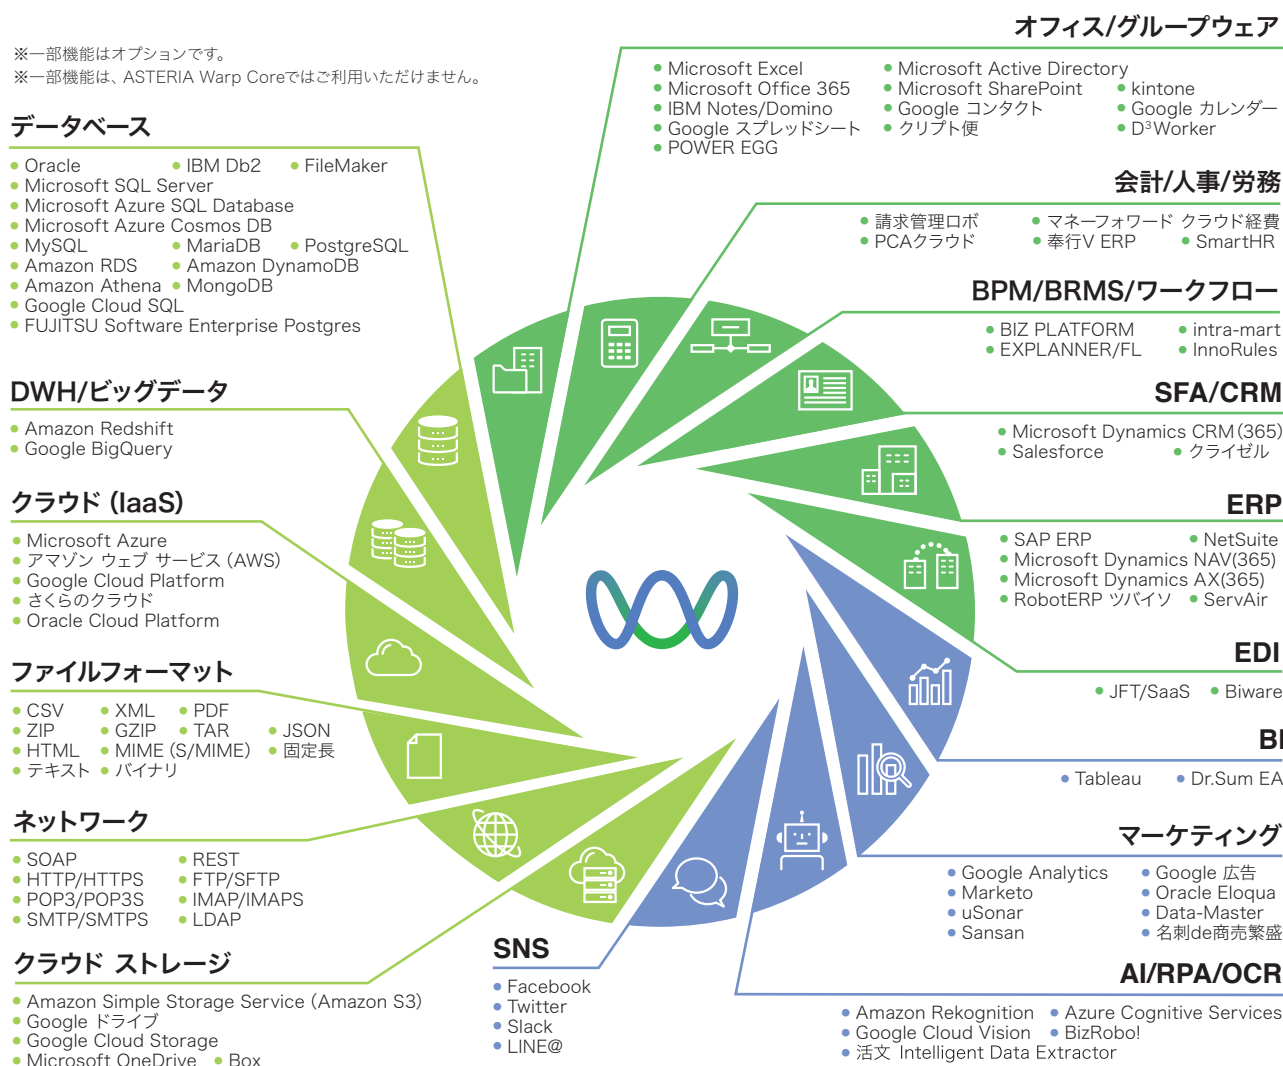 ※一部機能はオプションです。
※一部機能は、ASTERIA Warp Coreではご利用いただけません。
データベース
● Oracle ● IBM Db2 ● FileMaker
● Microsoft SQL Server
● Microsoft Azure SQL Database
● Microsoft Azure Cosmos DB
● MySQL ● MariaDB ● PostgreSQL
● Amazon RDS ● Amazon DynamoDB
● Amazon Athena ● MongoDB
● Google Cloud SQL
● FUJITSU Software Enterprise Postgres
DWH/ビッグデータ
● Amazon Redshift
● Google BigQuery
クラウド (IaaS)
● Microsoft Azure
● アマゾン ウェブ サービス (AWS)
● Google Cloud Platform
● さくらのクラウド
● Oracle Cloud Platform
ファイルフォーマット
● CSV ● XML ● PDF
● ZIP ● GZIP ● TAR ● JSON
● HTML ● MIME (S/MIME) ● 固定長
● テキスト ● バイナリ
ネットワーク
● SOAP ● REST
● HTTP/HTTPS ● FTP/SFTP
● POP3/POP3S ● IMAP/IMAPS
● SMTP/SMTPS ● LDAP
クラウド ストレージ
● Amazon Simple Storage Service (Amazon S3)
● Google ドライブ
● Google Cloud Storage
● Microsoft OneDrive ● Box
オフィス/グループウェア
● Microsoft Excel ● Microsoft Active Directory
● Microsoft Office 365 ● Microsoft SharePoint ● kintone
● IBM Notes/Domino ● Google コンタクト ● Google カレンダー
● Google スプレッドシート ● クリプト便 ● D³Worker
● POWER EGG
会計/人事/労務
● 請求管理ロボ ● マネーフォワード クラウド経費
● PCAクラウド ● 奉行V ERP ● SmartHR
BPM/BRMS/ワークフロー
● BIZ PLATFORM ● intra-mart
● EXPLANNER/FL ● InnoRules
SFA/CRM
● Microsoft Dynamics CRM(365)
● Salesforce ● クライゼル
ERP
● SAP ERP ● NetSuite
● Microsoft Dynamics NAV(365)
● Microsoft Dynamics AX(365)
● RobotERP ツバイソ ● ServAir
EDI
● JFT/SaaS ● Biware
BI
● Tableau ● Dr.Sum EA
マーケティング
● Google Analytics ● Google 広告
● Marketo ● Oracle Eloqua
● uSonar ● Data-Master
● Sansan ● 名刺de商売繁盛
AI/RPA/OCR
● Amazon Rekognition ● Azure Cognitive Services
● Google Cloud Vision ● BizRobo!
● 活文 Intelligent Data Extractor
SNS
● Facebook
● Twitter
● Slack
● LINE@